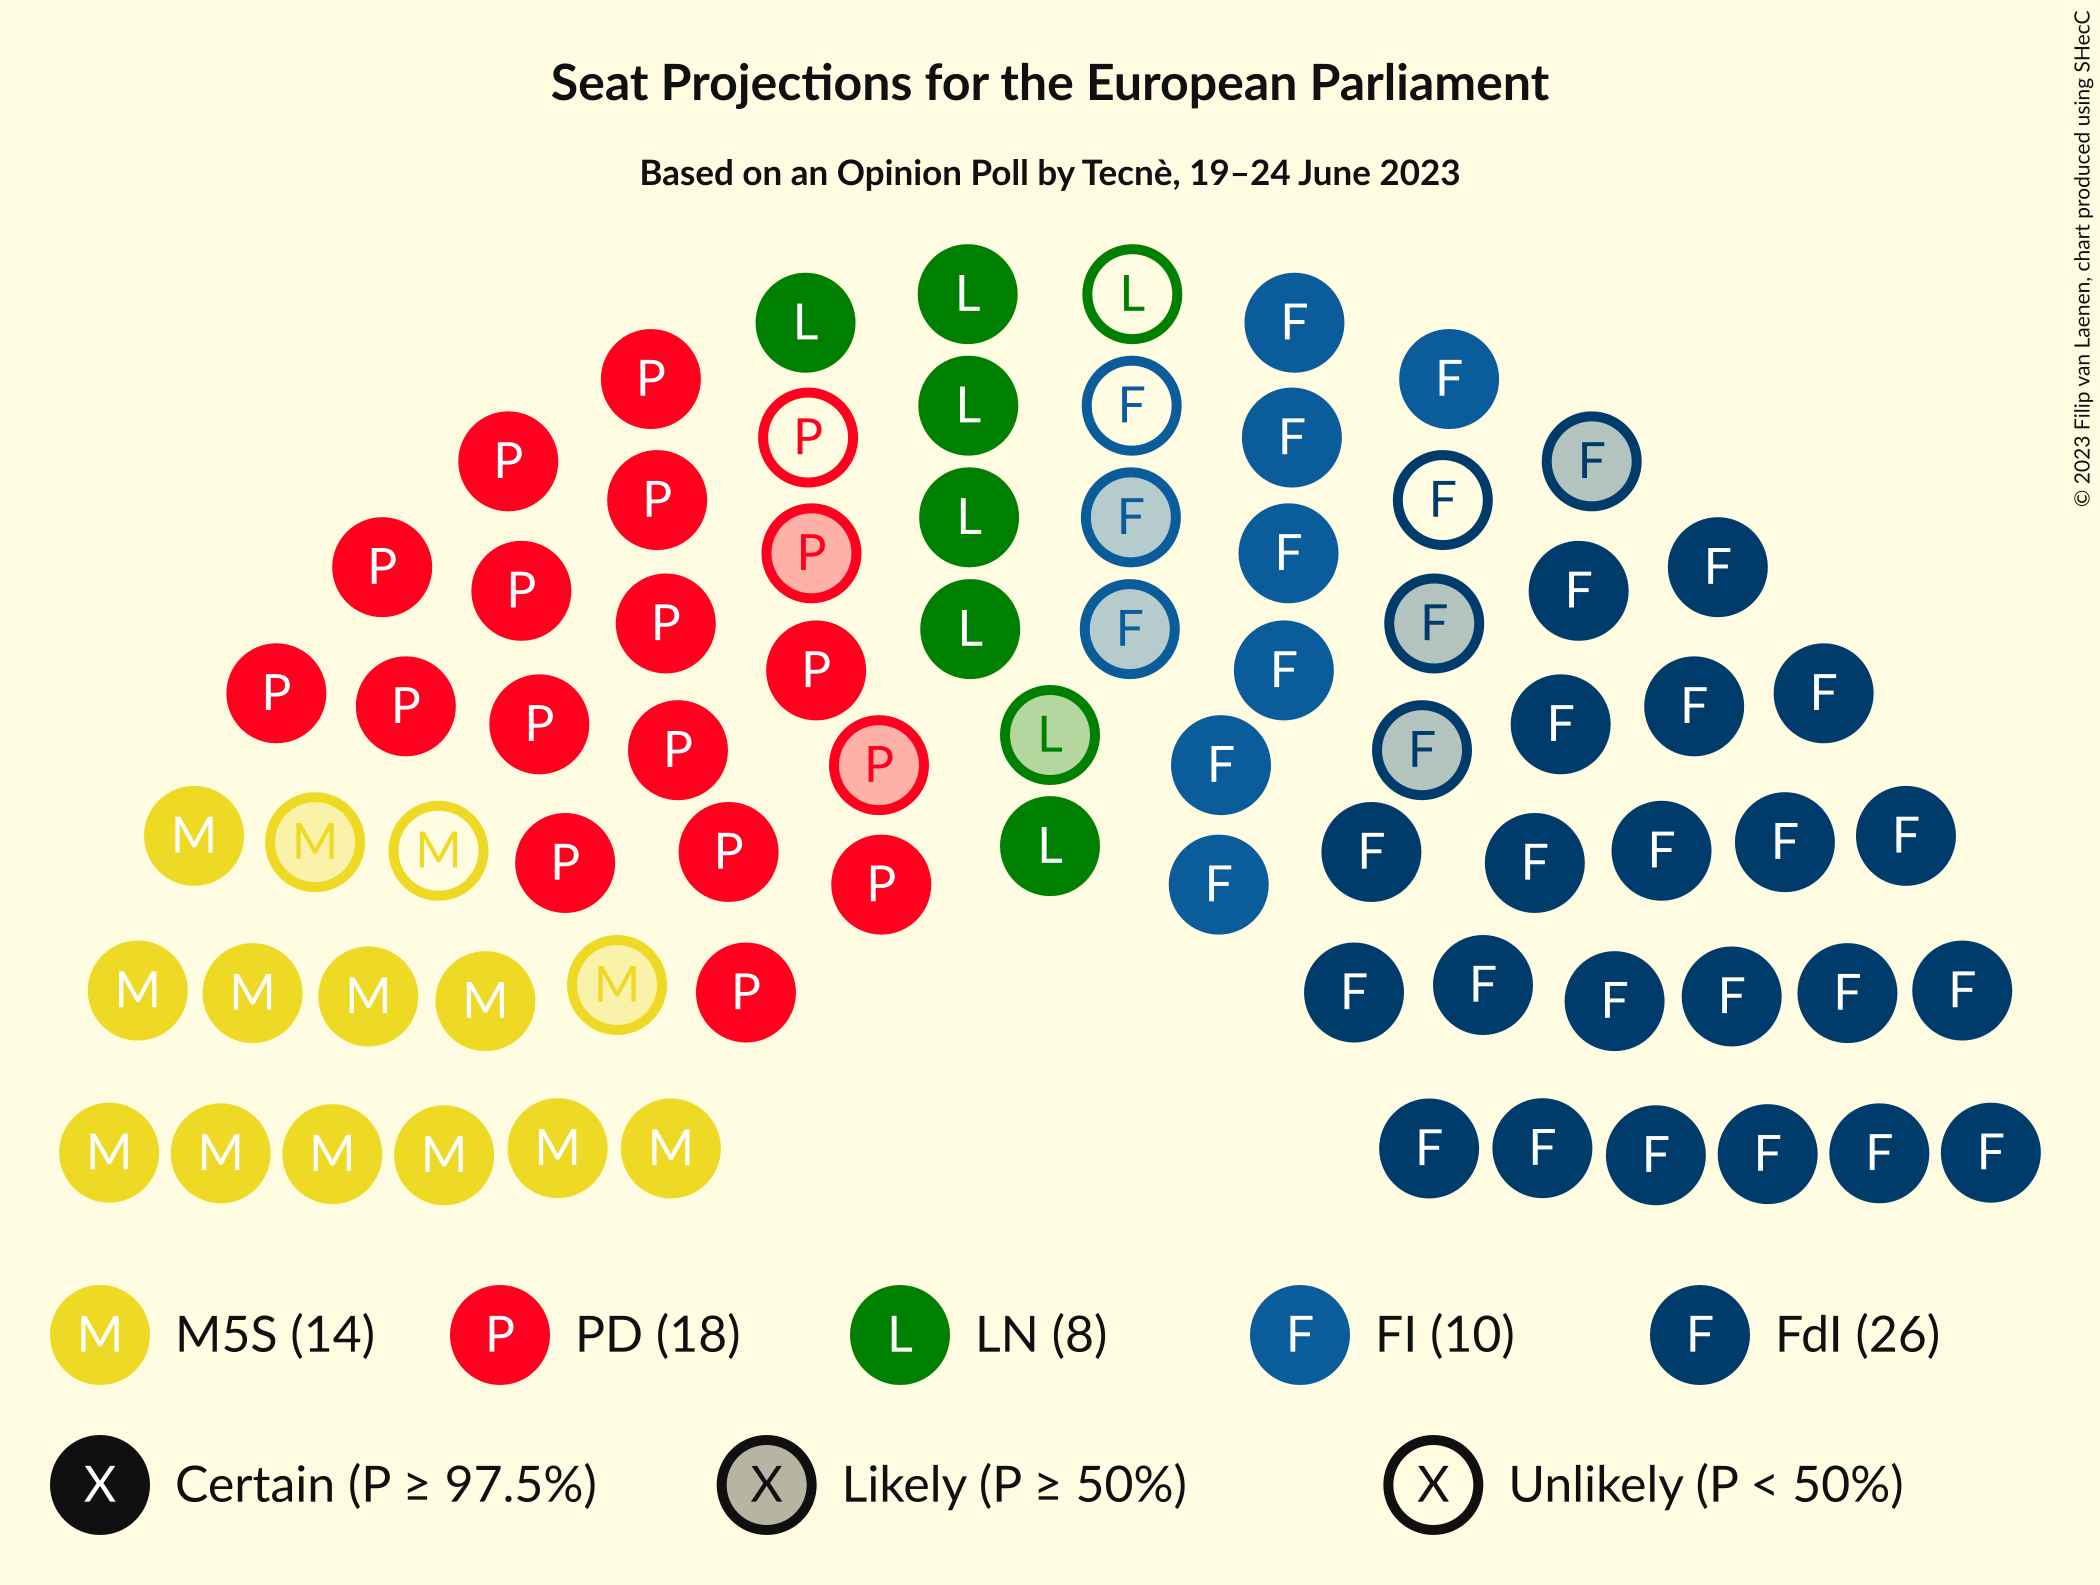 Seat Projections for the European Parliament
Based on an Opinion Poll by Tecnè, 19–24 June 2023
© 2023 Filip van Laenen, chart produced using SHecC
L L L
L F F
P L F F
P P L F F F
P P L F F F
P P P L F F F F
P P P F F F
P P P P L F F F F
P F
M M M P P P L F F F F F F F
M M M M M P F F F F F F
M M M M M M F F F F F F
M M5S (14) P PD (18) L LN (8) F FI (10) F FdI (26)
X Certain (P ≥ 97.5%) X Likely (P ≥ 50%) X Unlikely (P < 50%)